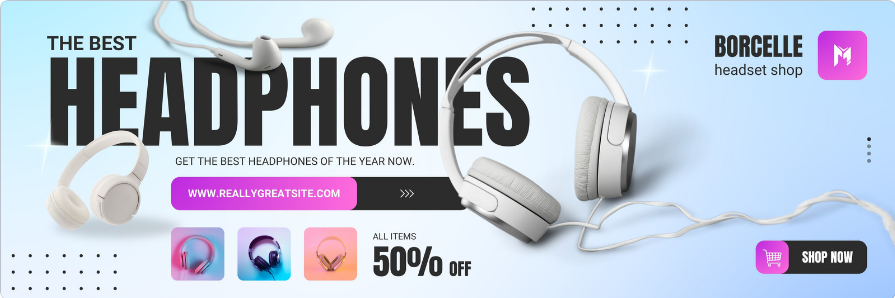 THE BEST
HEADPHONES
GET THE BEST HEADPHONES OF THE YEAR NOW.
WWW.REALLYGREATSITE.COM
ALL ITEMS
50% OFF
BORCELLE
headset shop
SHOP NOW